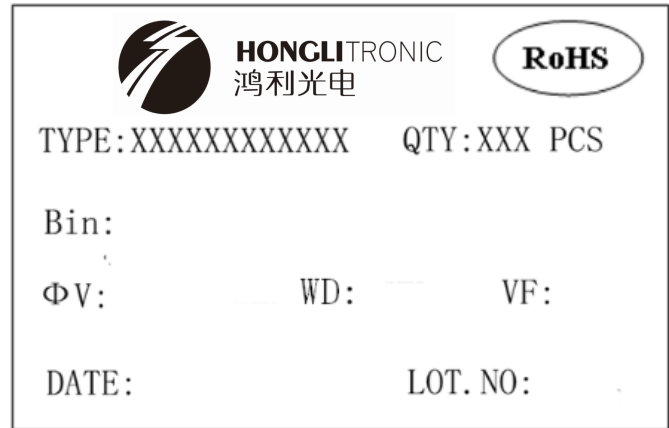 HONGLITRONIC
鸿利光电
RoHS
TYPE:XXXXXXXXXXXX QTY:XXX PCS
Bin:
ΦV: WD: VF:
DATE: LOT.NO: